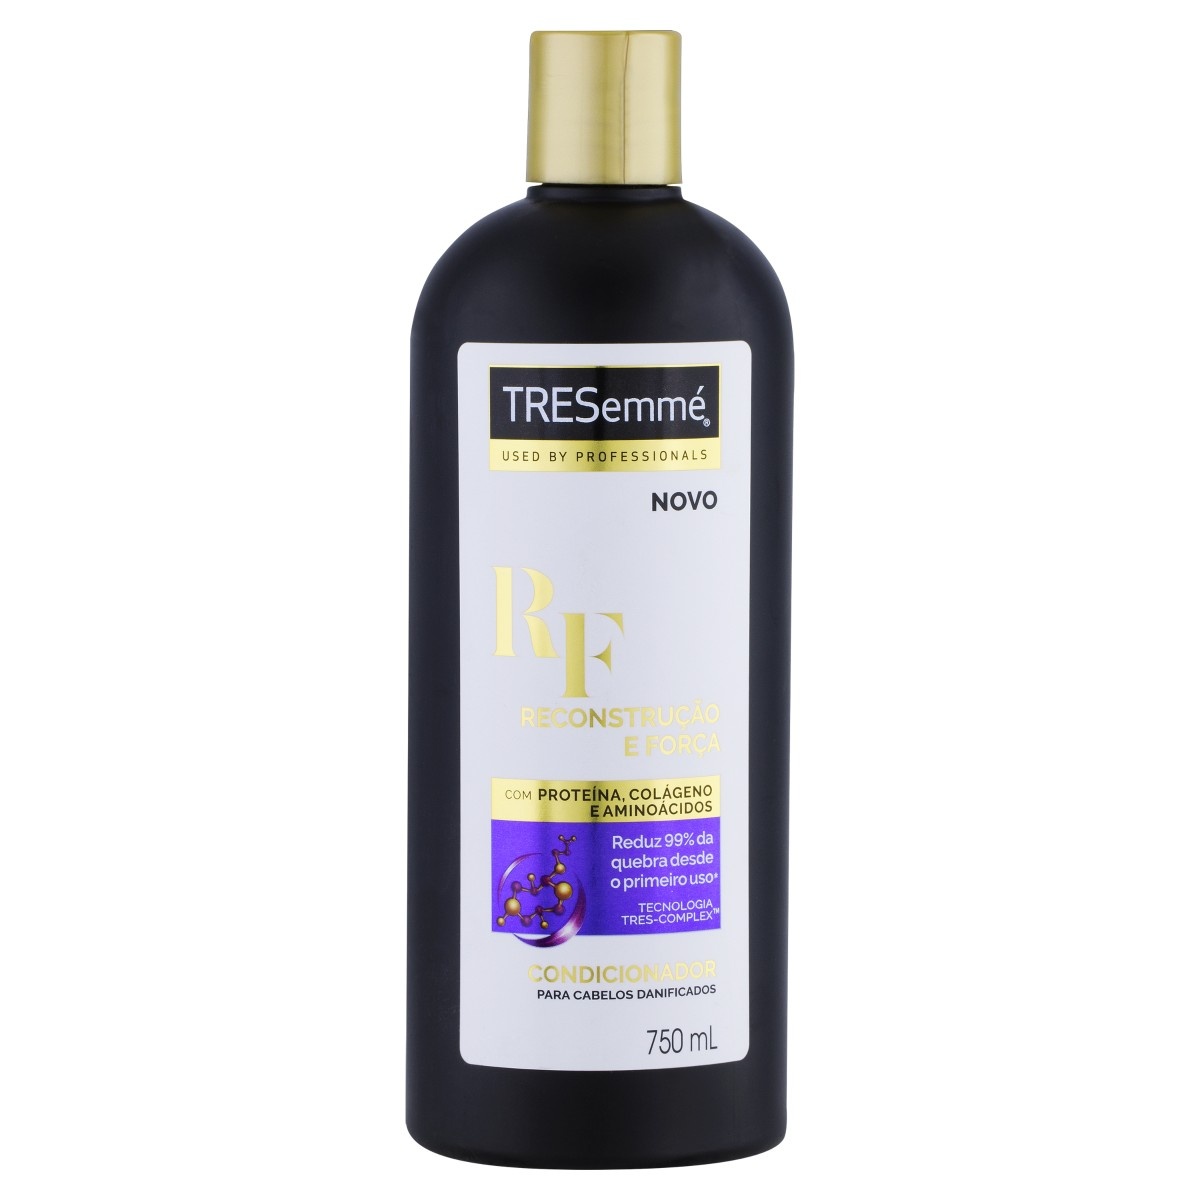 TRESemmé®
USED BY PROFESSIONALS
NOVO
RF
RECONSTRUÇÃO
E FORÇA
COM PROTEÍNA, COLÁGENO
E AMINOÁCIDOS
Reduz 99% da
quebra desde
o primeiro uso*
TECNOLOGIA
TRES-COMPLEX™
CONDICIONADOR
PARA CABELOS DANIFICADOS
750 mL